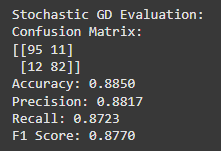 Stochastic GD Evaluation:
Confusion Matrix:
[[95 11]
 [12 82]]
Accuracy: 0.8850
Precision: 0.8817
Recall: 0.8723
F1 Score: 0.8770